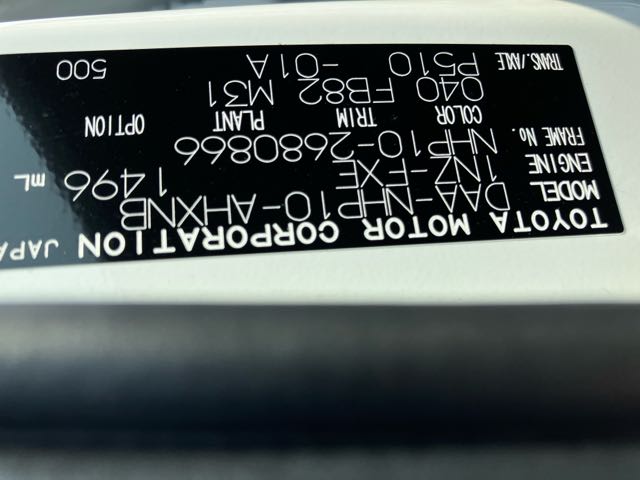 TOYOTA MOTOR CORPORATION JAPA
MODEL DAA-NHP10-AHXNB
ENGINE 1NZ-FXE 1496 mL
FRAME No. NHP10-2680866
COLOR TRIM PLANT OPTION
040 FB82 M31
TRANS./AXLE P510 -01A 500